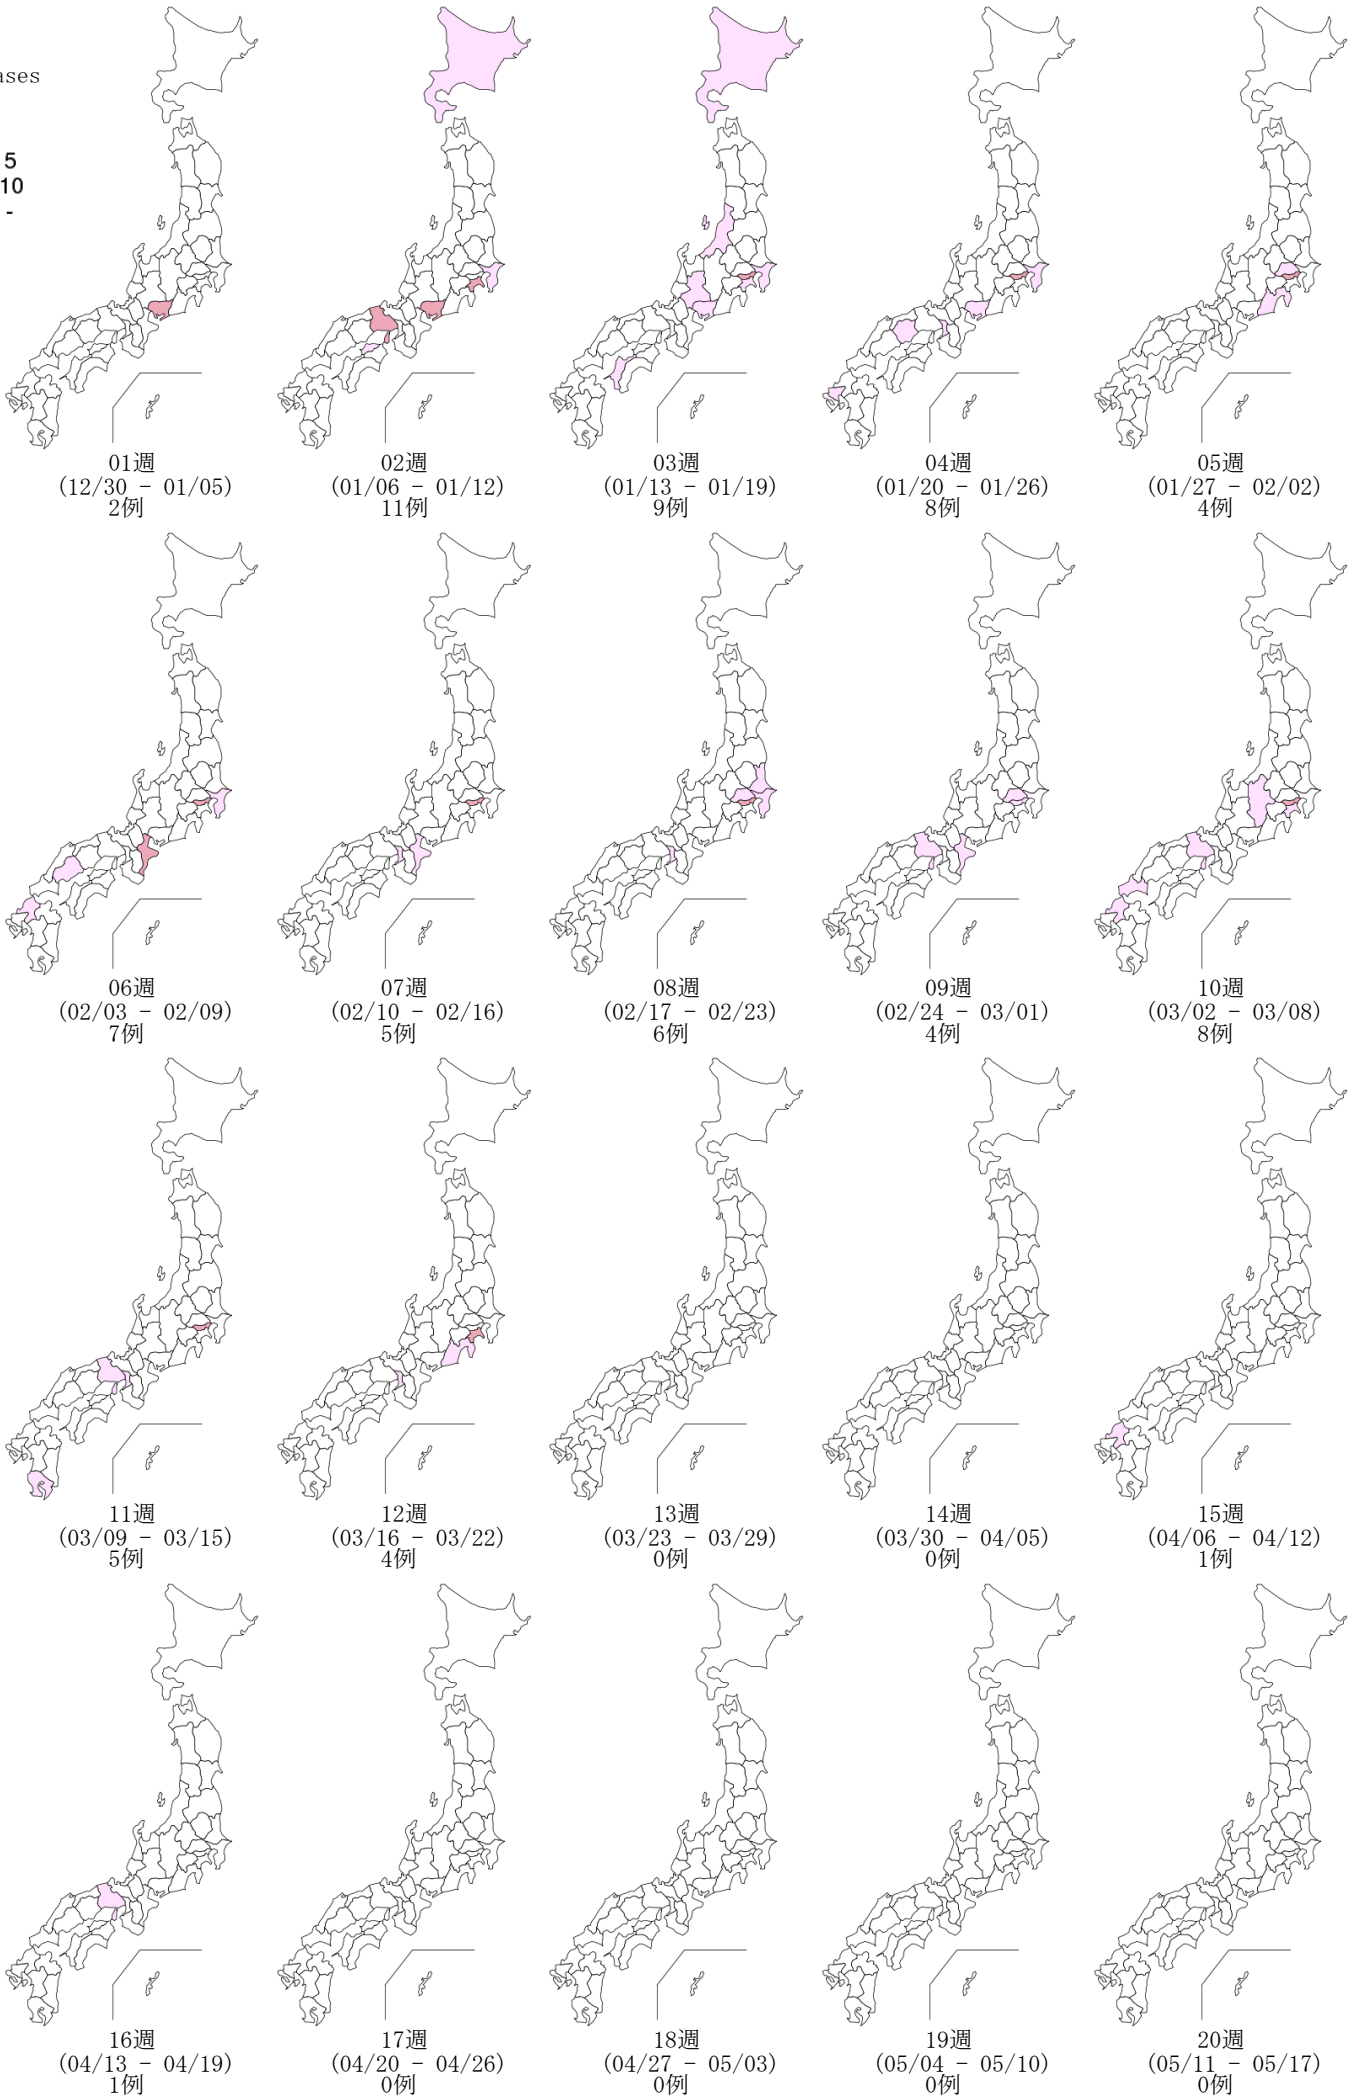 ases
5
10
-
01週
(12/30 - 01/05)
2例
02週
(01/06 - 01/12)
11例
03週
(01/13 - 01/19)
9例
04週
(01/20 - 01/26)
8例
05週
(01/27 - 02/02)
4例
06週
(02/03 - 02/09)
7例
07週
(02/10 - 02/16)
5例
08週
(02/17 - 02/23)
6例
09週
(02/24 - 03/01)
4例
10週
(03/02 - 03/08)
8例
11週
(03/09 - 03/15)
5例
12週
(03/16 - 03/22)
4例
13週
(03/23 - 03/29)
0例
14週
(03/30 - 04/05)
0例
15週
(04/06 - 04/12)
1例
16週
(04/13 - 04/19)
1例
17週
(04/20 - 04/26)
0例
18週
(04/27 - 05/03)
0例
19週
(05/04 - 05/10)
0例
20週
(05/11 - 05/17)
0例